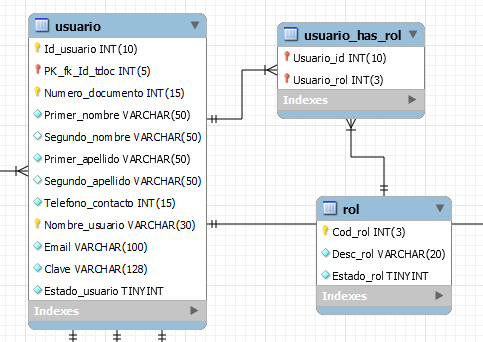 usuario
Id_usuario INT(10)
PK_fk_Id_tdoc INT(5)
Numero_documento INT(15)
Primer_nombre VARCHAR(50)
Segundo_nombre VARCHAR(50)
Primer_apellido VARCHAR(50)
Segundo_apellido VARCHAR(50)
Telefono_contacto INT(15)
Nombre_usuario VARCHAR(30)
Email VARCHAR(100)
Clave VARCHAR(128)
Estado_usuario TINYINT
Indexes
usuario_has_rol
Usuario_id INT(10)
Usuario_rol INT(3)
Indexes
rol
Cod_rol INT(3)
Desc_rol VARCHAR(20)
Estado_rol TINYINT
Indexes